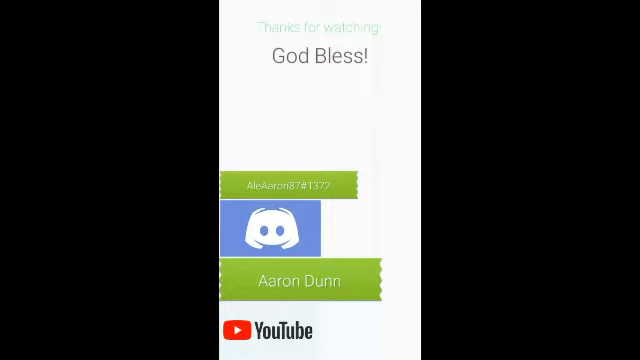 Thanks for watching
God Bless!
AleAaron87#1372
Aaron Dunn
YouTube